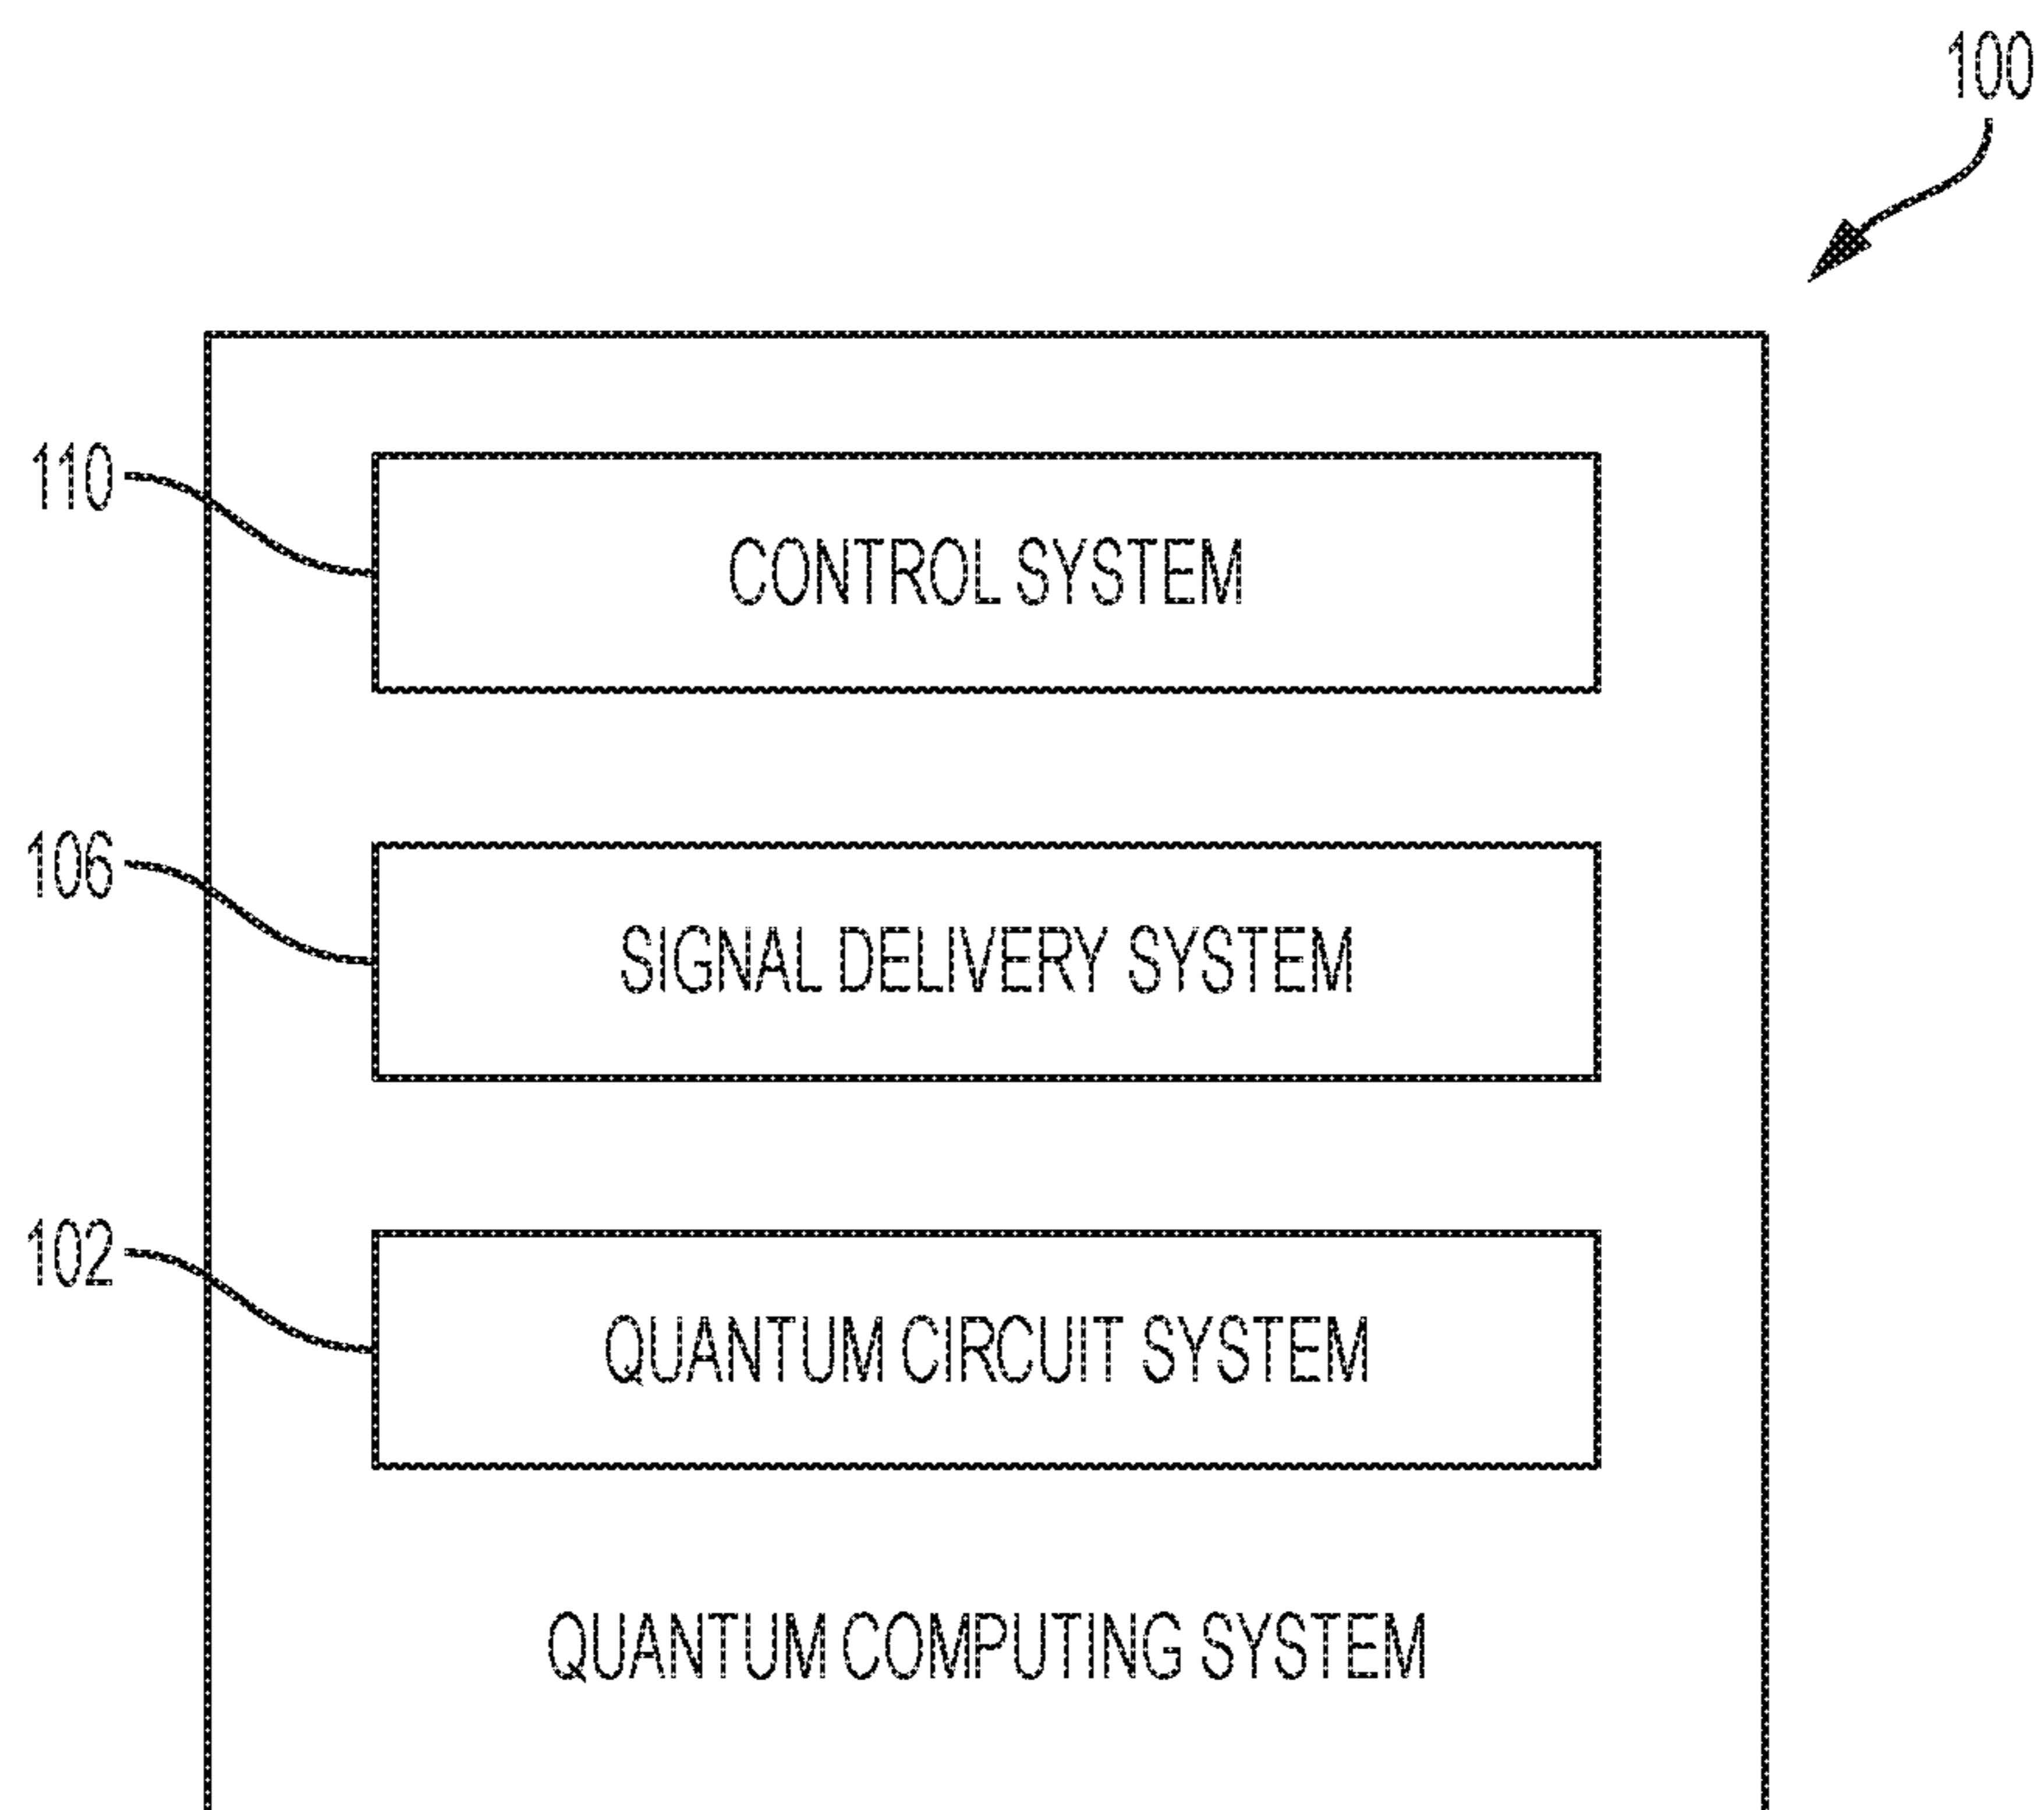 100
110
CONTROL SYSTEM
106
SIGNAL DELIVERY SYSTEM
102
QUANTUM CIRCUIT SYSTEM
QUANTUM COMPUTING SYSTEM